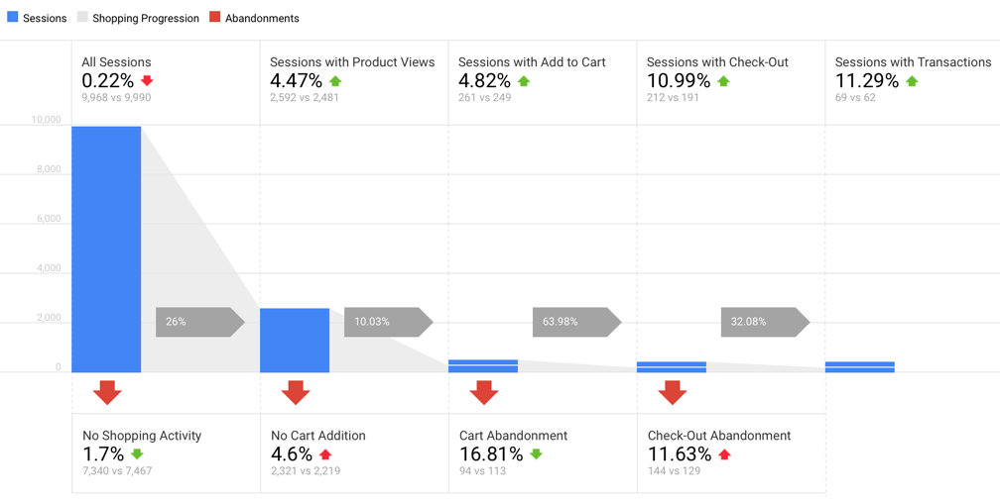 Sessions Shopping Progression Abandonments
All Sessions
0.22%
9,968 vs 9,990
Sessions with Product Views
4.47%
2,592 vs 2,481
Sessions with Add to Cart
4.82%
261 vs 249
Sessions with Check-Out
10.99%
212 vs 191
Sessions with Transactions
11.29%
69 vs 62
10,000
8,000
6,000
4,000
2,000
0
26%
10.03%
63.98%
32.08%
No Shopping Activity
1.7%
7,340 vs 7,467
No Cart Addition
4.6%
2,321 vs 2,219
Cart Abandonment
16.81%
94 vs 113
Check-Out Abandonment
11.63%
144 vs 129